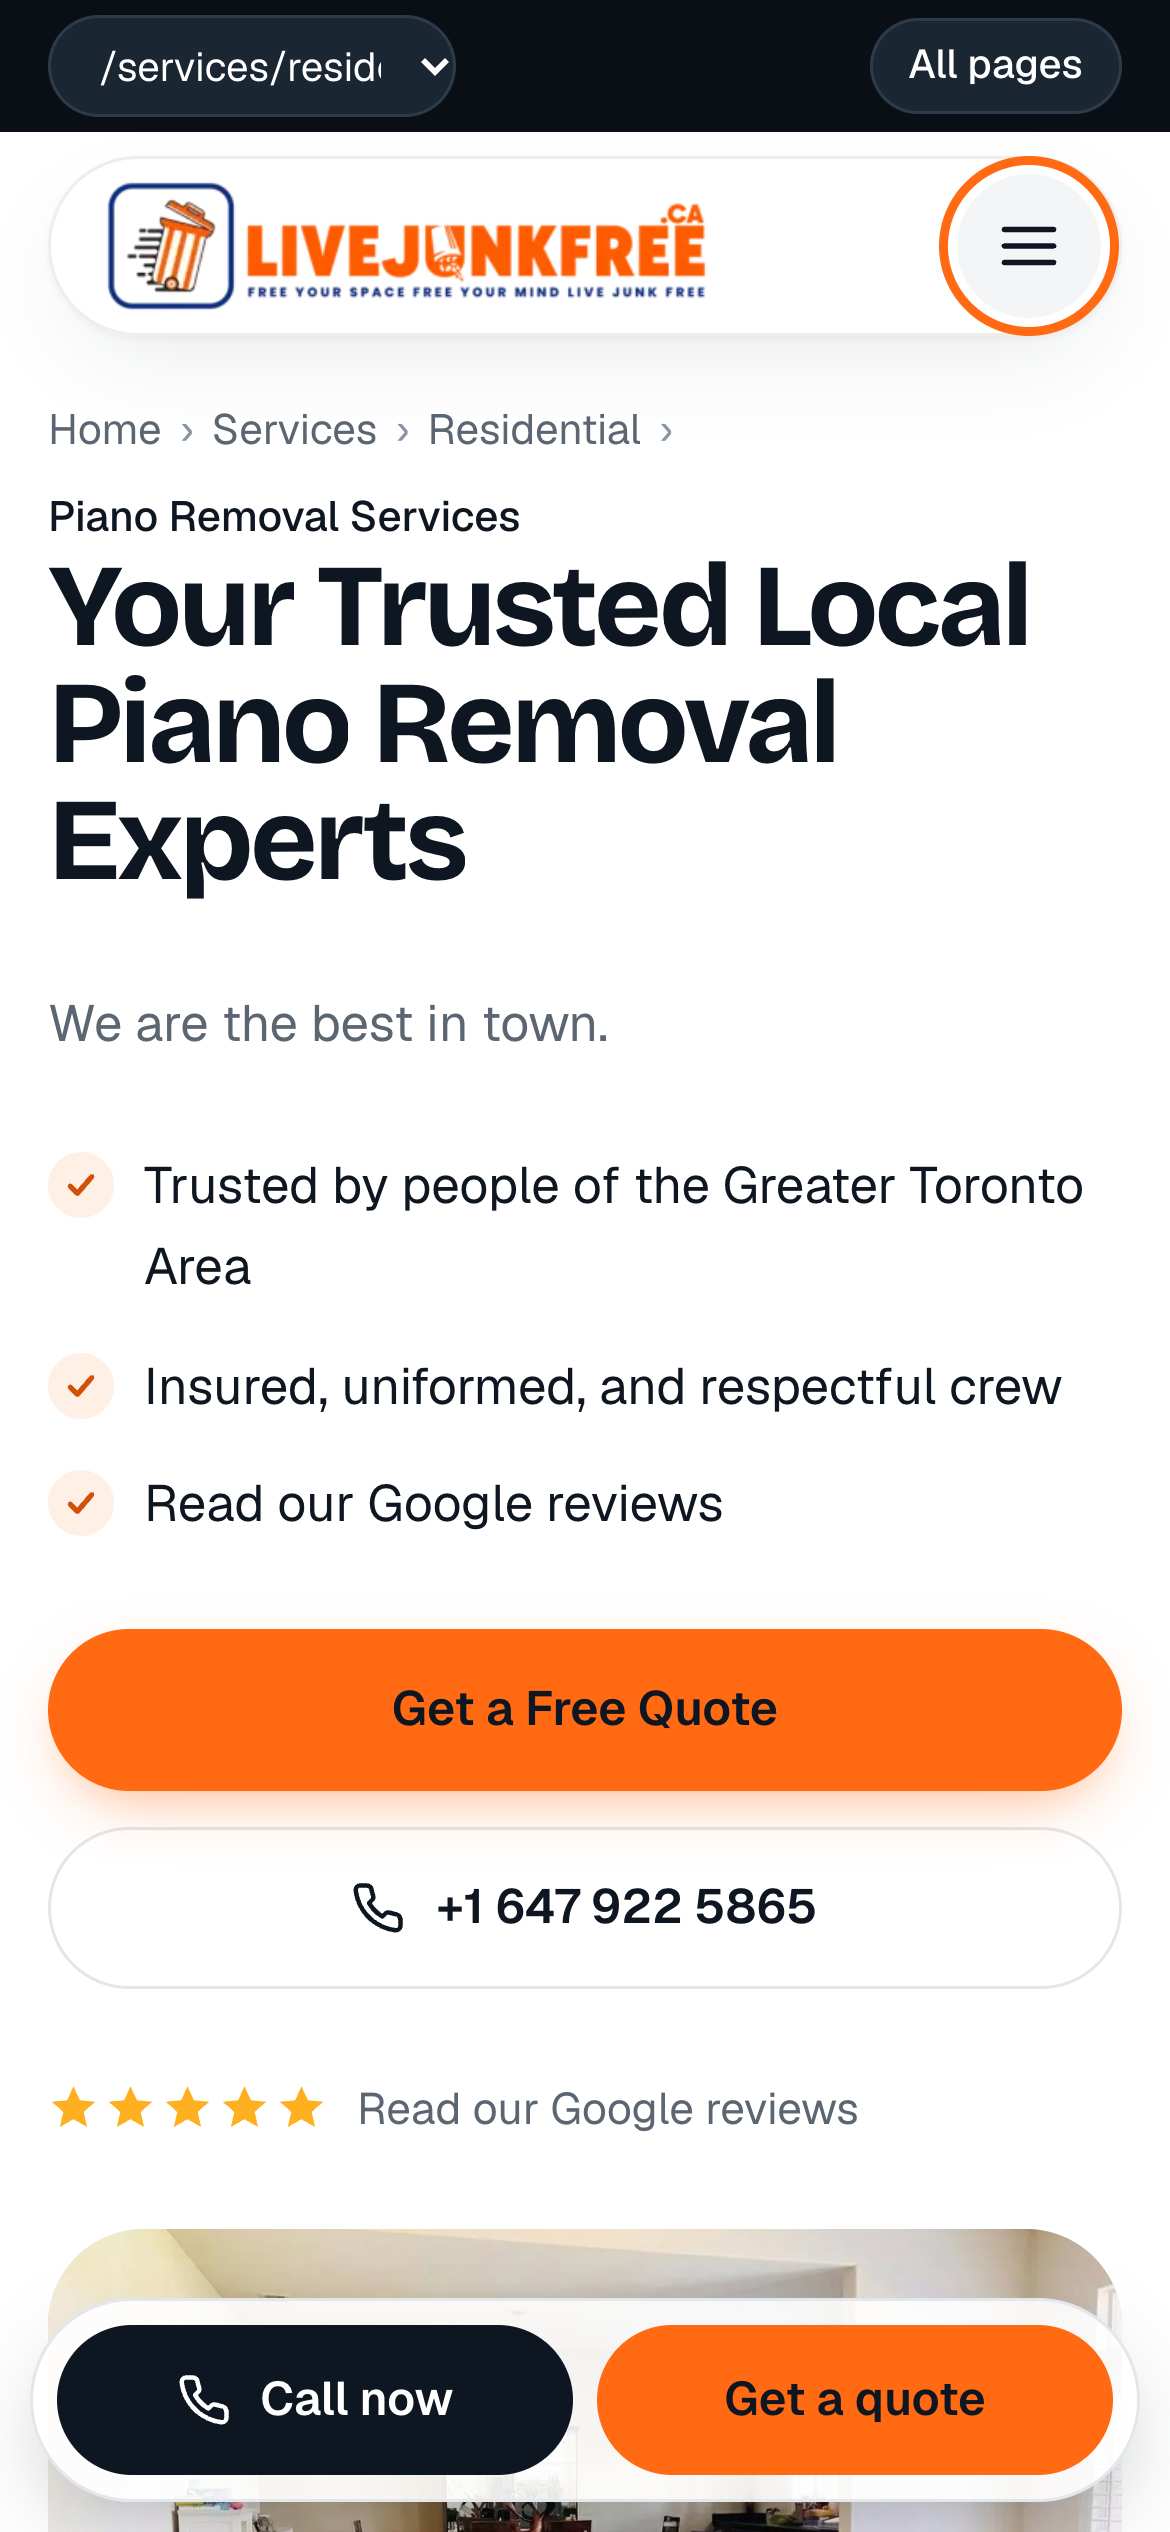 /services/resid
All pages
LIVEJUNKFREE.CA
FREE YOUR SPACE FREE YOUR MIND LIVE JUNK FREE
Home › Services › Residential ›
Piano Removal Services
Your Trusted Local
Piano Removal
Experts
We are the best in town.
Trusted by people of the Greater Toronto
Area
Insured, uniformed, and respectful crew
Read our Google reviews
Get a Free Quote
+1 647 922 5865
Read our Google reviews
Call now
Get a quote